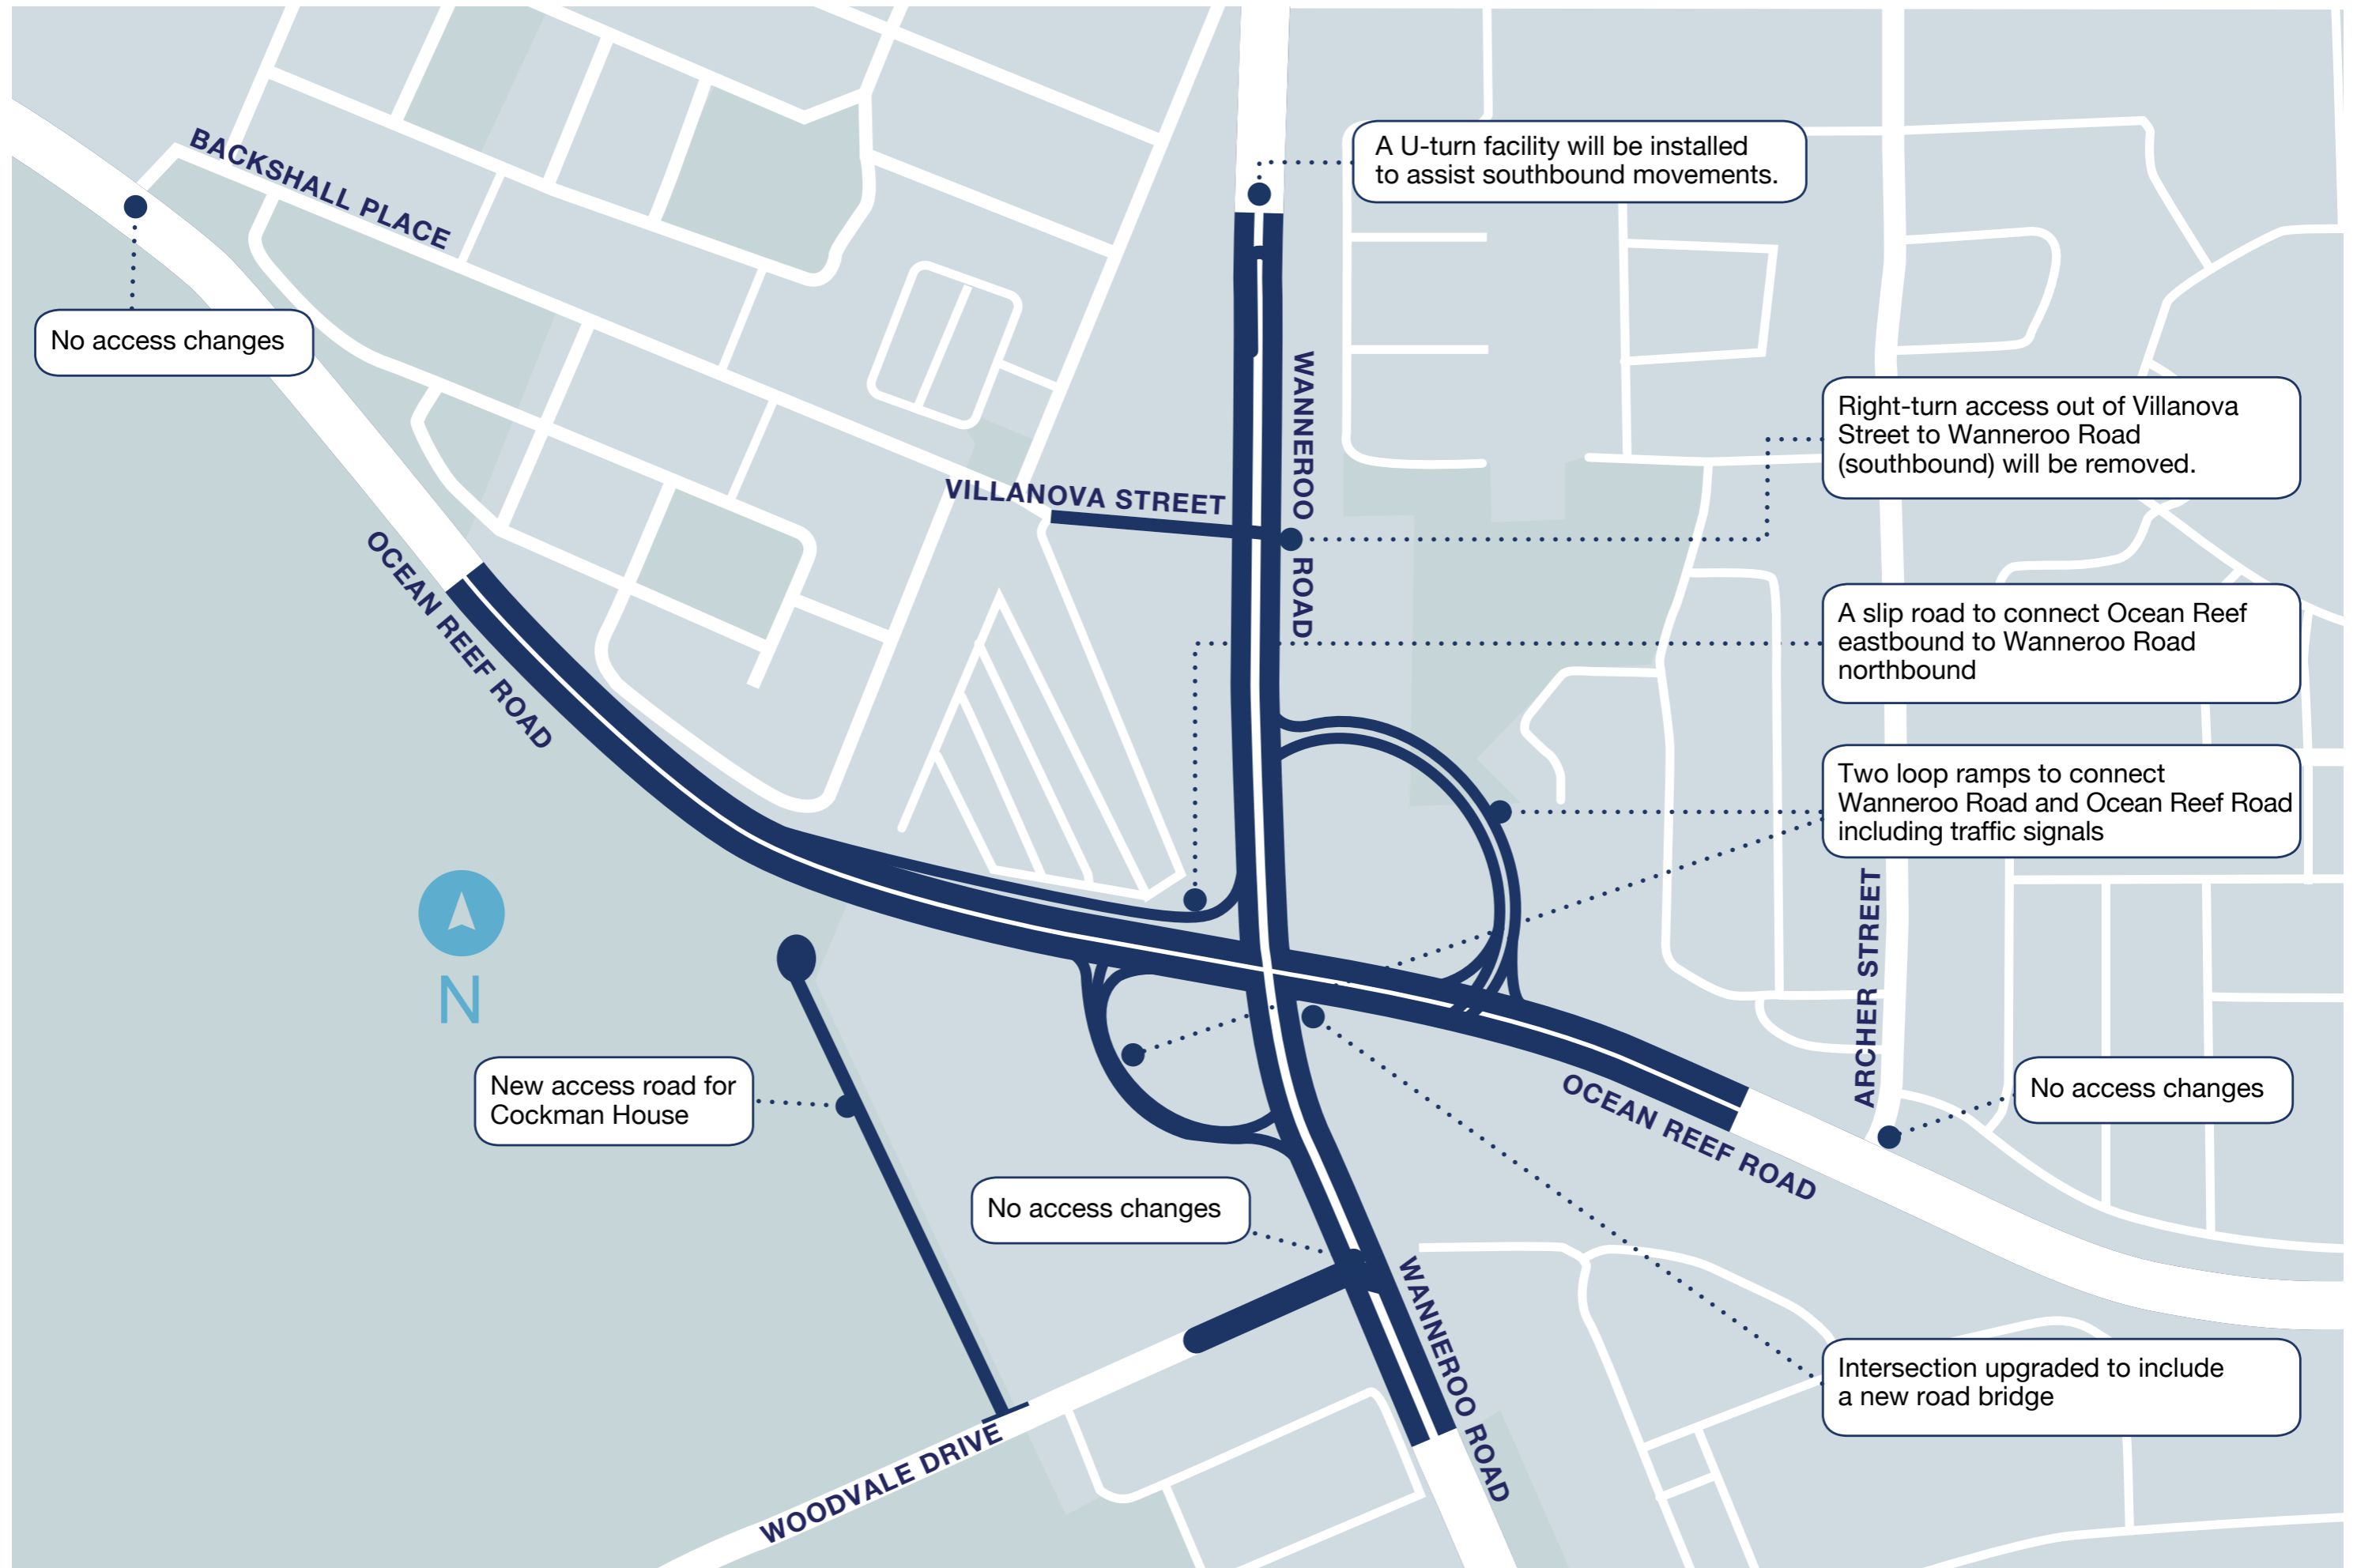 A U-turn facility will be installed
to assist southbound movements.
BACKSHALL PLACE
No access changes
WANNEROO ROAD
Right-turn access out of Villanova
Street to Wanneroo Road
(southbound) will be removed.
VILLANOVA STREET
OCEAN REEF ROAD
A slip road to connect Ocean Reef
eastbound to Wanneroo Road
northbound
Two loop ramps to connect
Wanneroo Road and Ocean Reef Road
including traffic signals
N
ARCHER STREET
New access road for
Cockman House
OCEAN REEF ROAD
No access changes
No access changes
WANNEROO ROAD
Intersection upgraded to include
a new road bridge
WOODVALE DRIVE